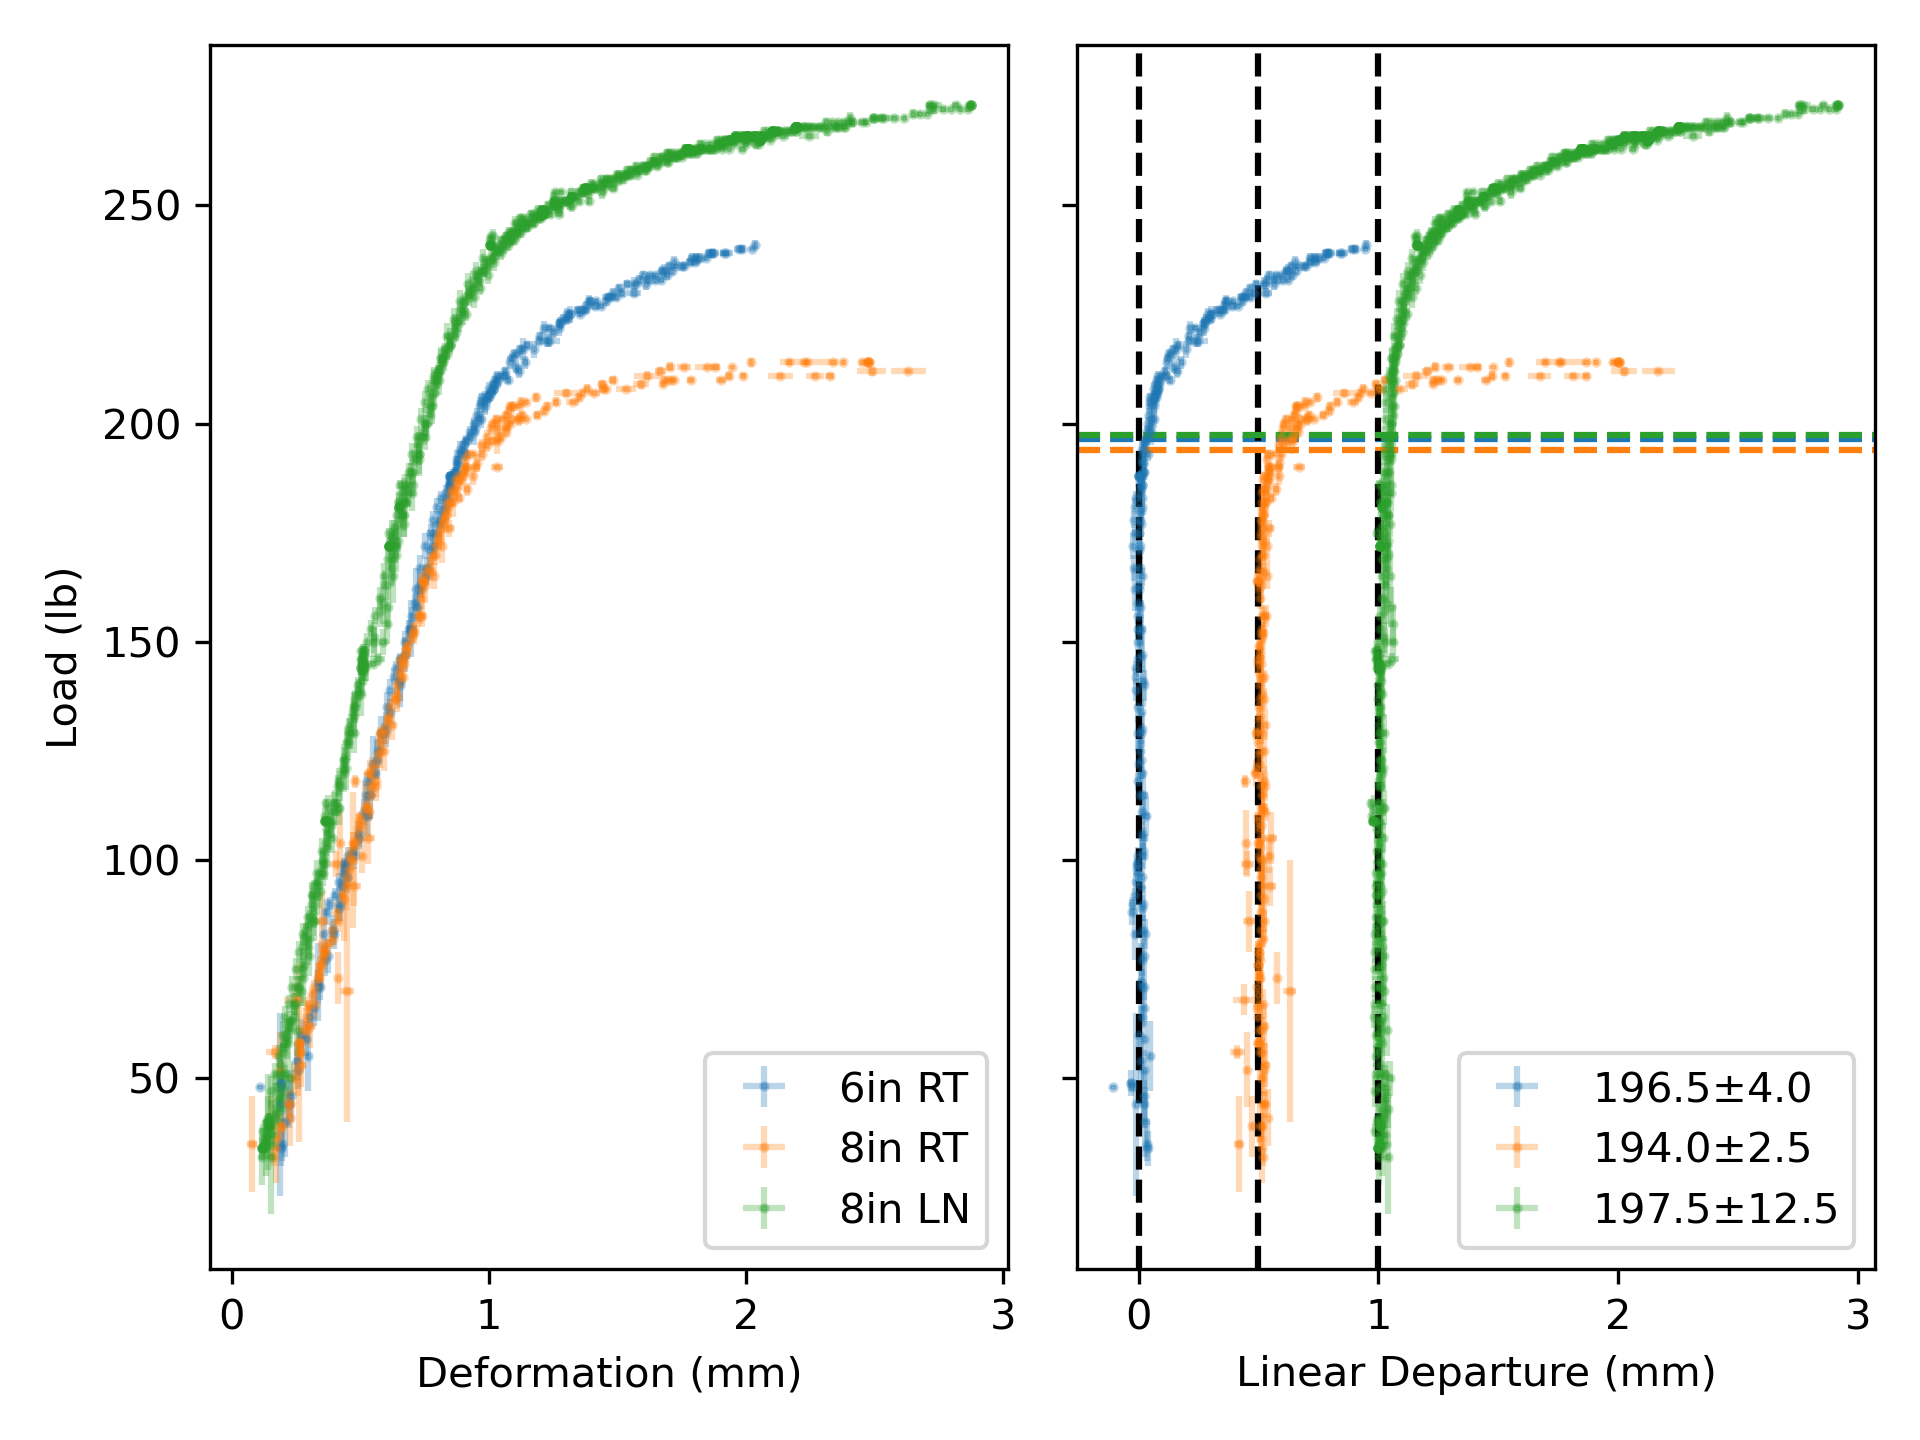 250
200
150
100
50
Load (lb)
0 1 2 3
Deformation (mm)
6in RT
8in RT
8in LN
0 1 2 3
Linear Departure (mm)
196.5±4.0
194.0±2.5
197.5±12.5